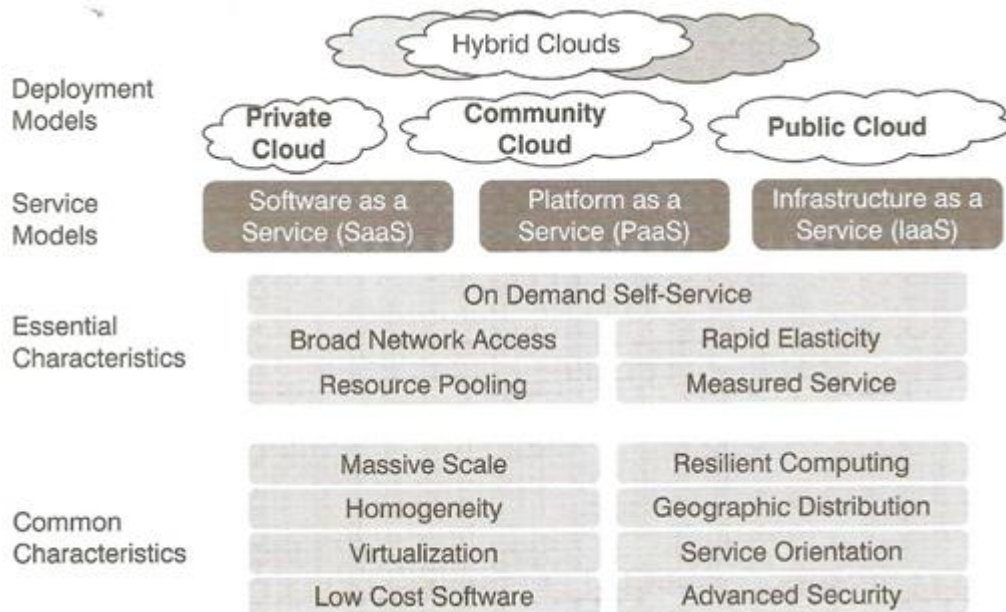 Hybrid Clouds
Deployment
Models
Private
Cloud
Community
Cloud
Public Cloud
Service
Models
Software as a
Service (SaaS)
Platform as a
Service (PaaS)
Infrastructure as a
Service (IaaS)
Essential
Characteristics
On Demand Self-Service
Broad Network Access
Rapid Elasticity
Resource Pooling
Measured Service
Common
Characteristics
Massive Scale
Resilient Computing
Homogeneity
Geographic Distribution
Virtualization
Service Orientation
Low Cost Software
Advanced Security